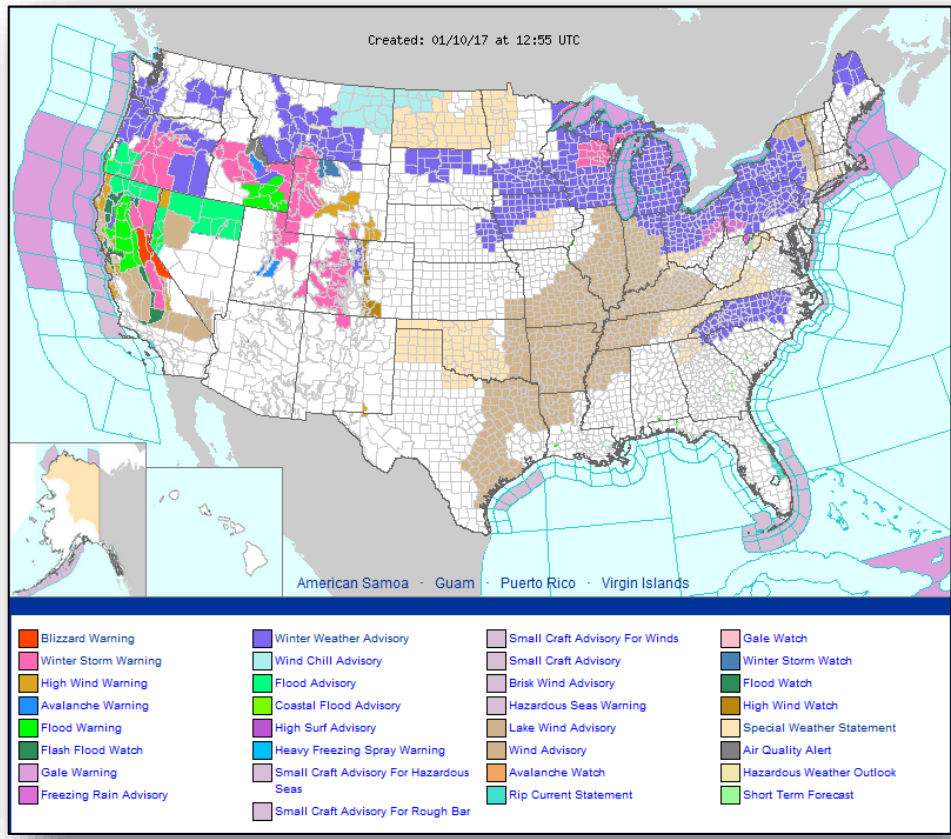 Created: 01/10/17 at 12:55 UTC
American Samoa · Guam · Puerto Rico · Virgin Islands
Blizzard Warning
Winter Storm Warning
High Wind Warning
Avalanche Warning
Flood Warning
Flash Flood Watch
Gale Warning
Freezing Rain Advisory
Winter Weather Advisory
Wind Chill Advisory
Flood Advisory
Coastal Flood Advisory
High Surf Advisory
Heavy Freezing Spray Warning
Small Craft Advisory For Hazardous
Seas
Small Craft Advisory For Rough Bar
Small Craft Advisory For Winds
Small Craft Advisory
Brisk Wind Advisory
Hazardous Seas Warning
Lake Wind Advisory
Wind Advisory
Avalanche Watch
Rip Current Statement
Gale Watch
Winter Storm Watch
Flood Watch
High Wind Watch
Special Weather Statement
Air Quality Alert
Hazardous Weather Outlook
Short Term Forecast